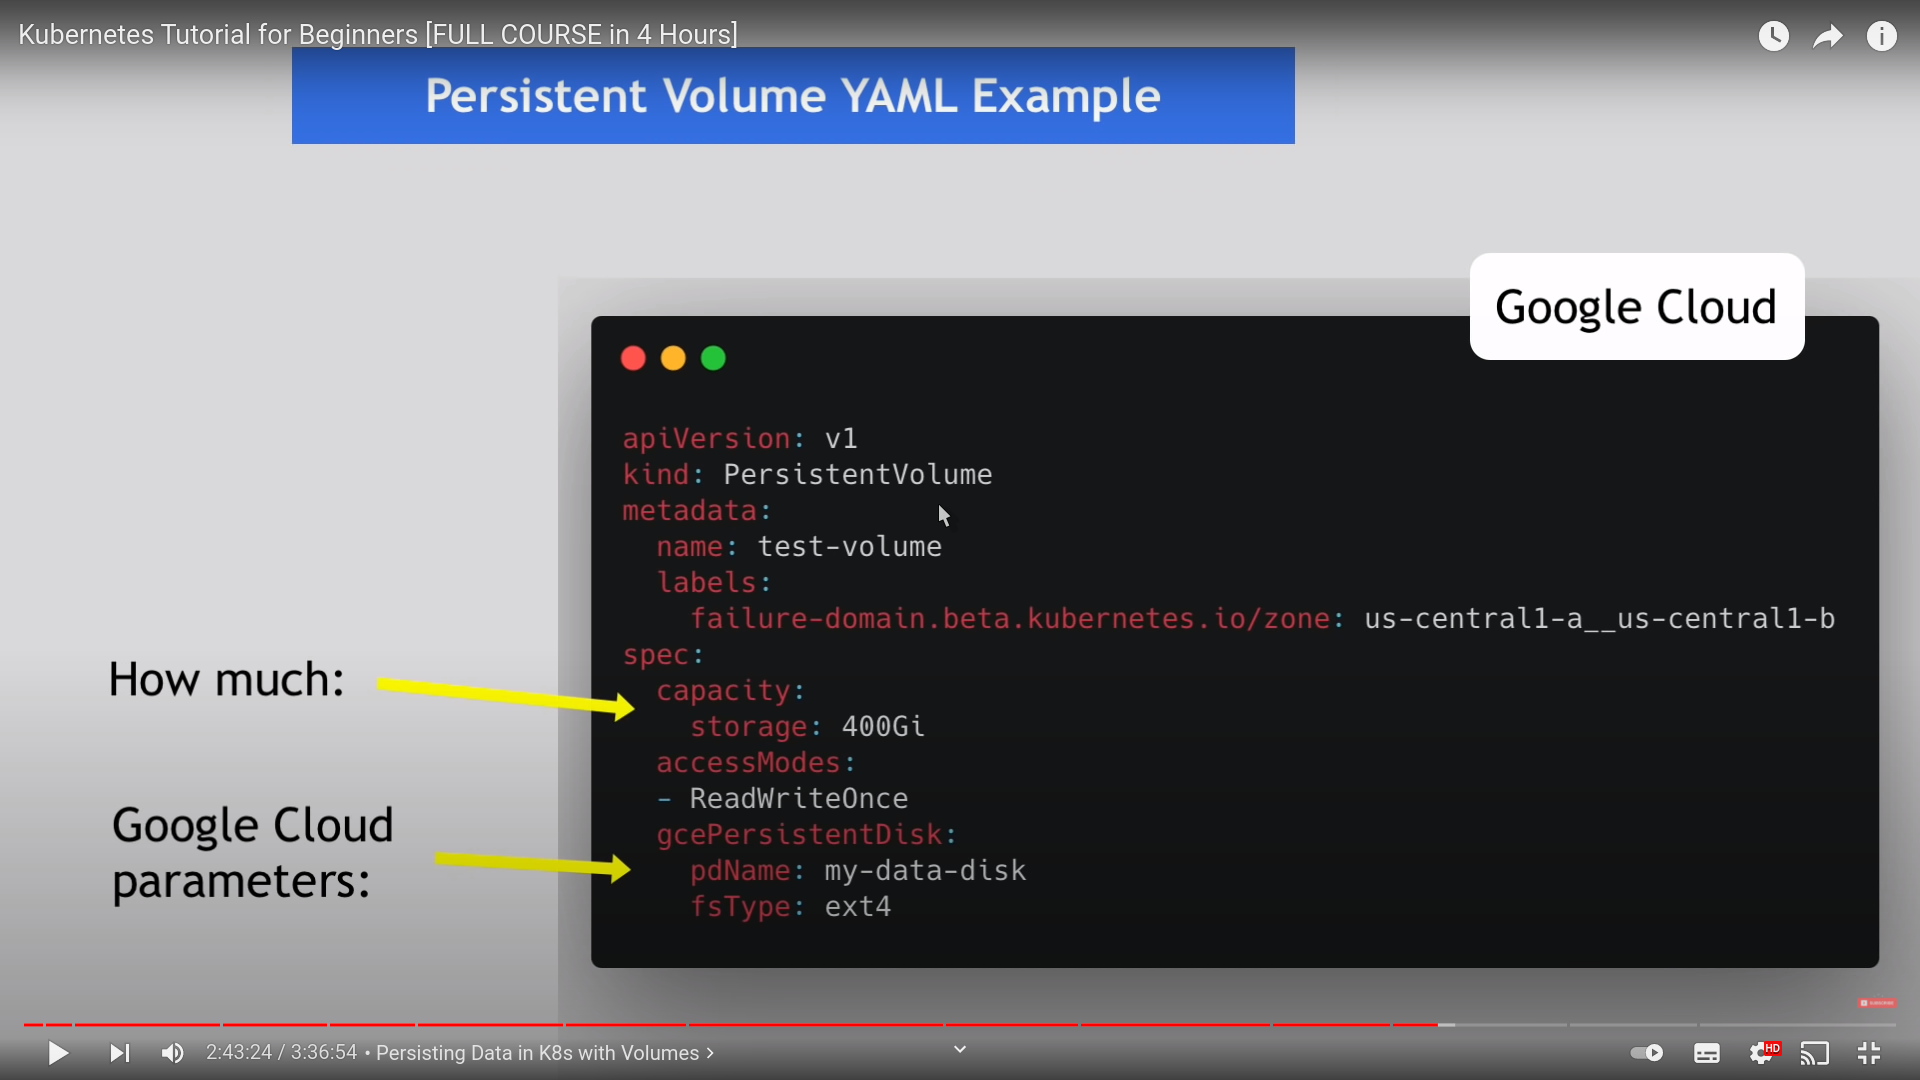 Kubernetes Tutorial for Beginners [FULL COURSE in 4 Hours]
Persistent Volume YAML Example
Google Cloud
apiVersion: v1
kind: PersistentVolume
metadata:
  name: test-volume
  labels:
    failure-domain.beta.kubernetes.io/zone: us-central1-a__us-central1-b
spec:
  capacity:
    storage: 400Gi
  accessModes:
  - ReadWriteOnce
  gcePersistentDisk:
    pdName: my-data-disk
    fsType: ext4
How much:
Google Cloud
parameters:
SUBSCRIBE
2:43:24 / 3:36:54 • Persisting Data in K8s with Volumes >
HD